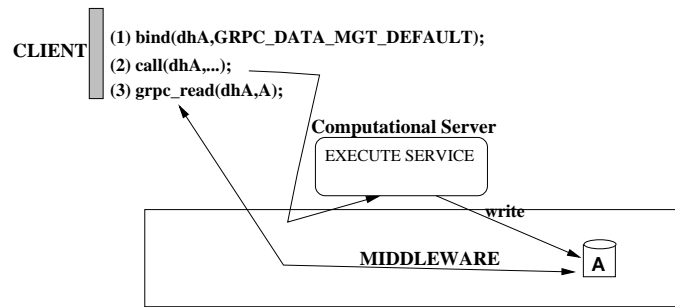 (1) bind(dhA,GRPC_DATA_MGT_DEFAULT);
CLIENT
(2) call(dhA,...);
(3) grpc_read(dhA,A);
Computational Server
EXECUTE SERVICE
write
MIDDLEWARE
A